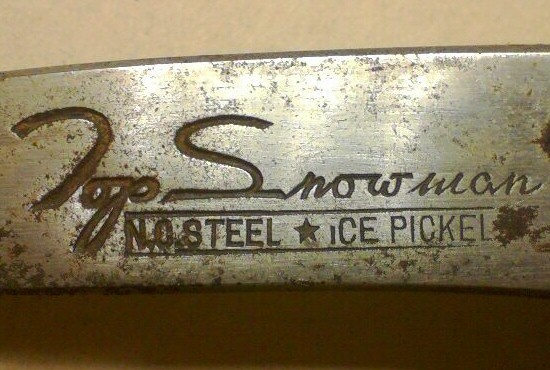 Top Snowman
N.C.STEEL ★ iCE PICKEL